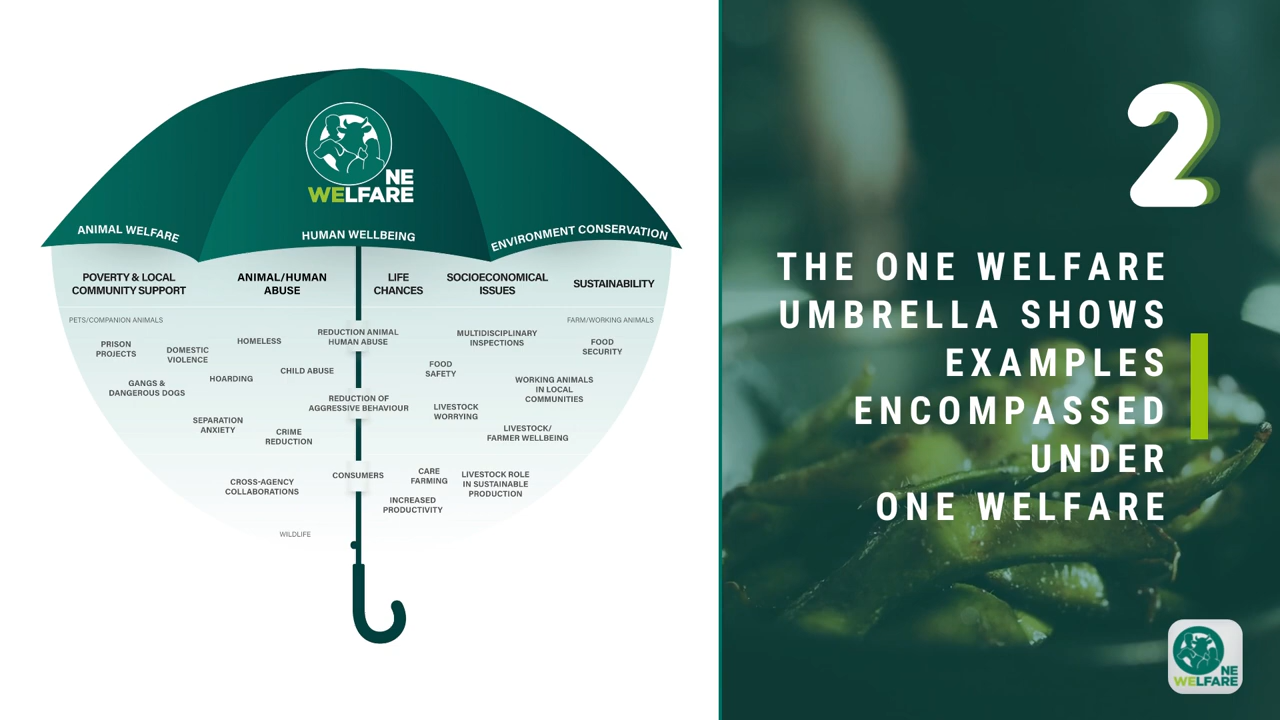 ONE
WELFARE
ANIMAL WELFARE
HUMAN WELLBEING
ENVIRONMENT CONSERVATION
POVERTY & LOCAL
COMMUNITY SUPPORT
ANIMAL/HUMAN
ABUSE
LIFE
CHANCES
SOCIOECONOMICAL
ISSUES
SUSTAINABILITY
PETS/COMPANION ANIMALS
FARM/WORKING ANIMALS
PRISON
PROJECTS
DOMESTIC
VIOLENCE
HOMELESS
REDUCTION ANIMAL
HUMAN ABUSE
MULTIDISCIPLINARY
INSPECTIONS
FOOD
SECURITY
GANGS &
DANGEROUS DOGS
HOARDING
CHILD ABUSE
FOOD
SAFETY
WORKING ANIMALS
IN LOCAL
COMMUNITIES
REDUCTION OF
AGGRESSIVE BEHAVIOUR
LIVESTOCK
WORRYING
SEPARATION
ANXIETY
CRIME
REDUCTION
LIVESTOCK/
FARMER WELLBEING
CROSS-AGENCY
COLLABORATIONS
CONSUMERS
CARE
FARMING
LIVESTOCK ROLE
IN SUSTAINABLE
PRODUCTION
INCREASED
PRODUCTIVITY
WILDLIFE
2
THE ONE WELFARE
UMBRELLA SHOWS
EXAMPLES
ENCOMPASSED
UNDER
ONE WELFARE
ONE
WELFARE